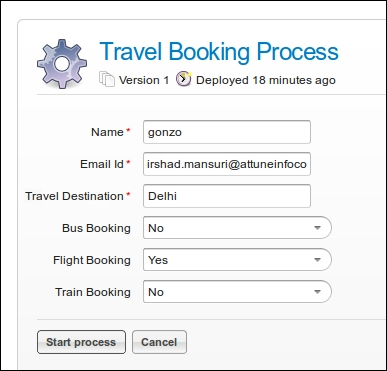 Travel Booking Process
Version 1 Deployed 18 minutes ago
Name * gonzo
Email Id * irshad.mansuri@attuneinfoco
Travel Destination * Delhi
Bus Booking No
Flight Booking Yes
Train Booking No
Start process Cancel